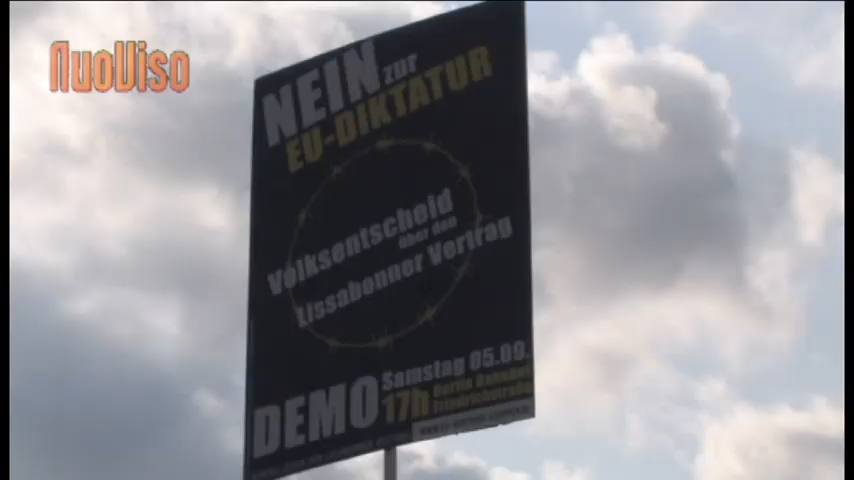 NuoViso
NEIN zur
EU-DIKTATUR
Volksentscheid
über den
Lissabonner Vertrag
DEMO
Samstag 05.09.
17h
Berlin Bahnhof
Friedrichstraße